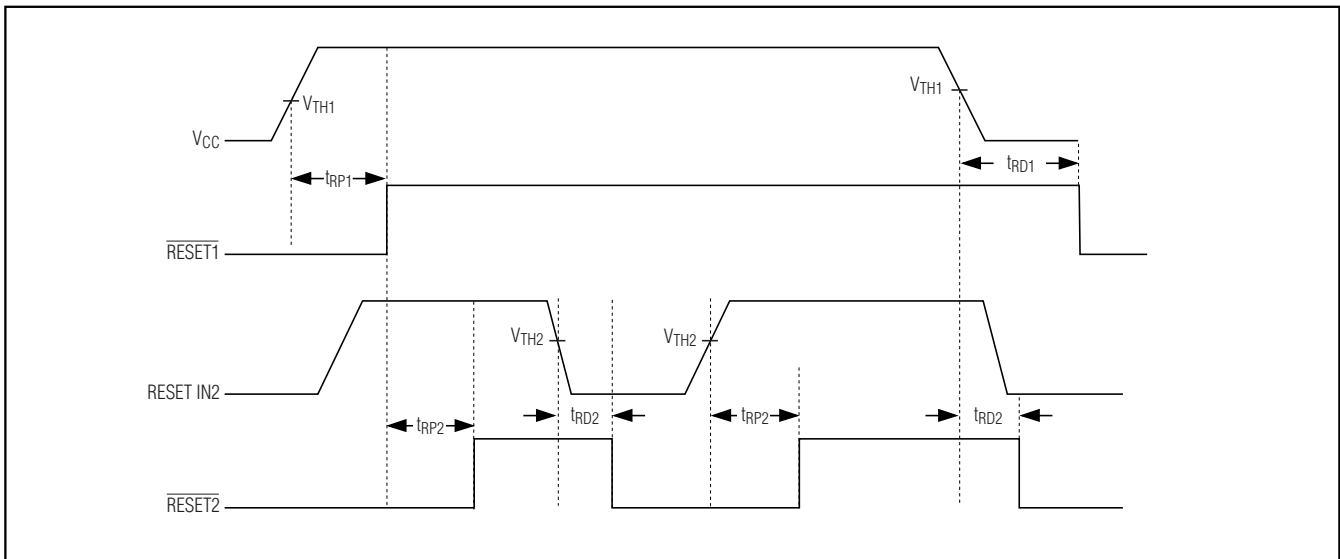 VTH1
VTH1
VCC
tRD1
tRP1
RESET1
VTH2
VTH2
RESET IN2
tRD2
tRP2
tRD2
tRP2
RESET2